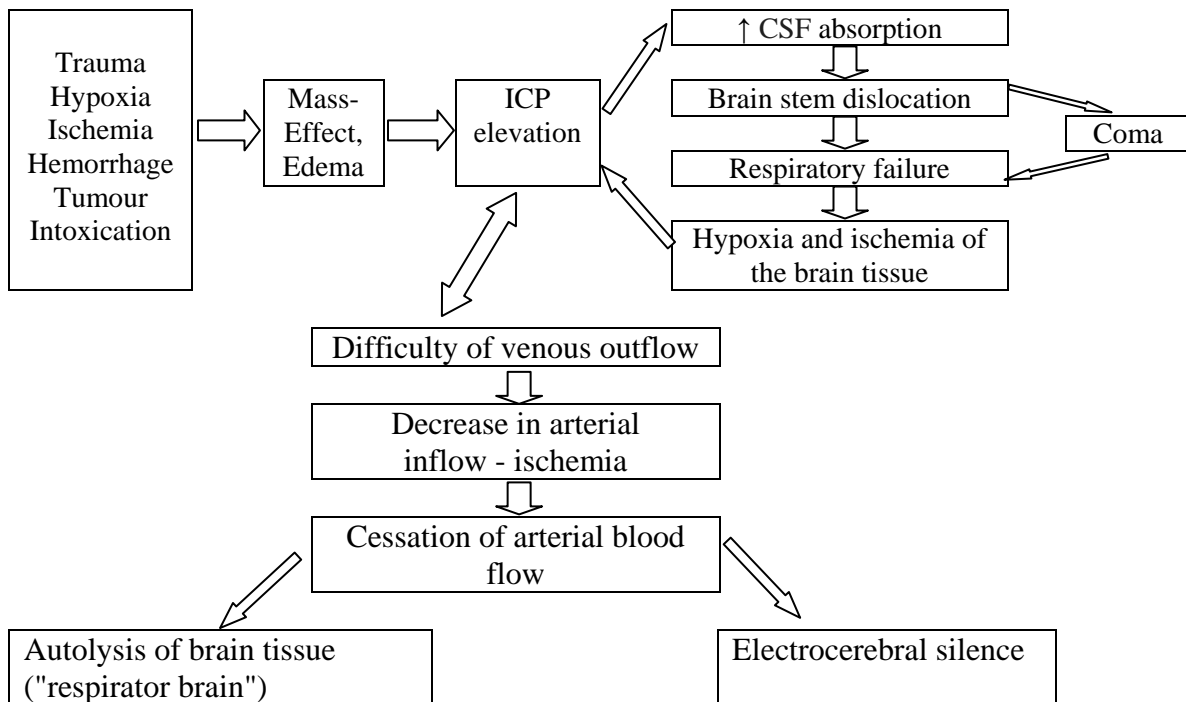 Trauma
Hypoxia
Ischemia
Hemorrhage
Tumour
Intoxication
Mass-
Effect,
Edema
ICP
elevation
↑ CSF absorption
Brain stem dislocation
Coma
Respiratory failure
Hypoxia and ischemia of
the brain tissue
Difficulty of venous outflow
Decrease in arterial
inflow - ischemia
Cessation of arterial blood
flow
Autolysis of brain tissue
("respirator brain")
Electrocerebral silence